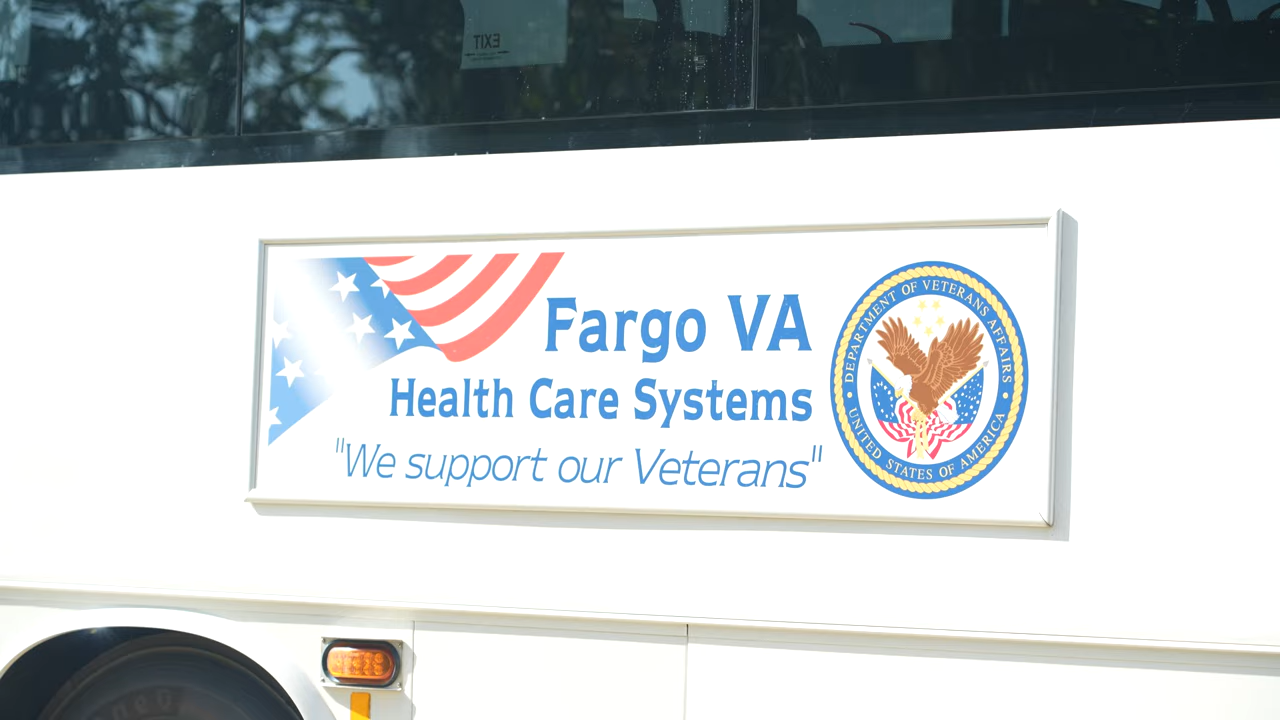 EXIT
Fargo VA
Health Care Systems
"We support our Veterans"
DEPARTMENT OF VETERANS AFFAIRS
UNITED STATES OF AMERICA